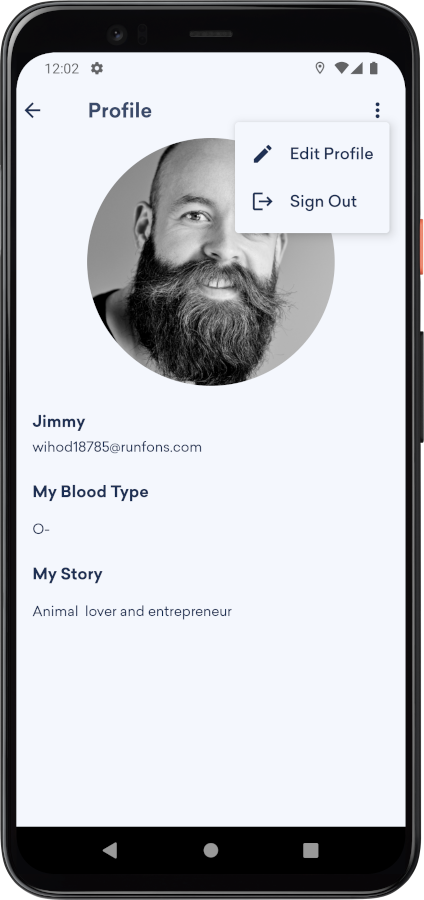 12:02
Profile
Edit Profile
Sign Out
Jimmy
wihod18785@runfons.com
My Blood Type
O-
My Story
Animal lover and entrepreneur